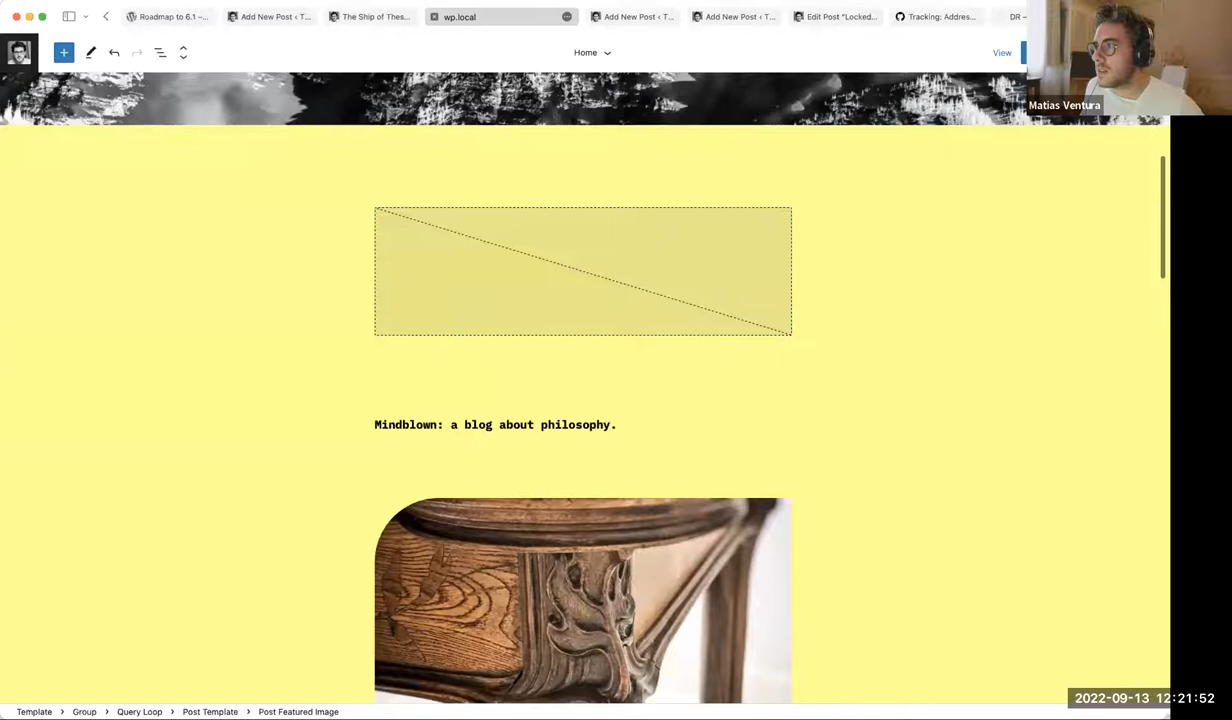 Roadmap to 6.1 –...
Add New Post ‹ T...
The Ship of Thes...
wp.local
Add New Post ‹ T...
Add New Post ‹ T...
Edit Post “Locked...
Tracking: Addres...
DR –
Home
View
Matias Ventura
Mindblown: a blog about philosophy.
2022-09-13 12:21:52
Template > Group > Query Loop > Post Template > Post Featured Image